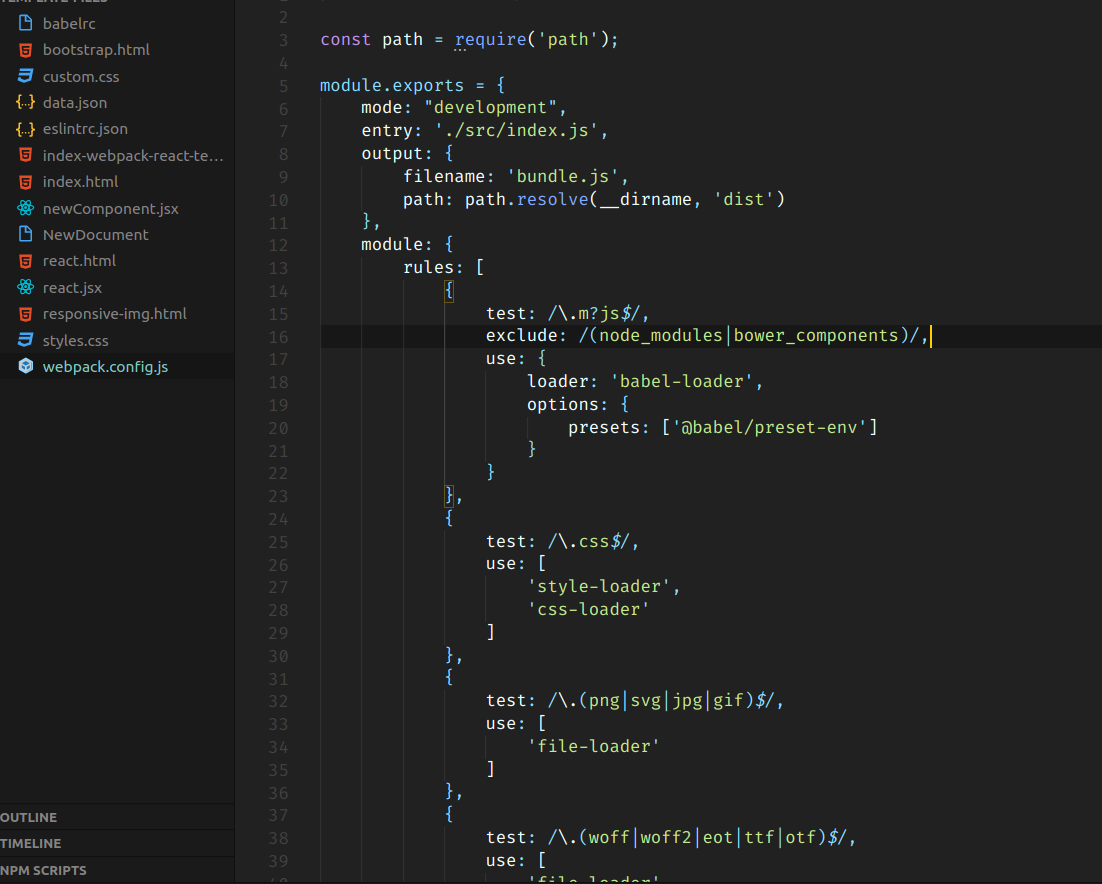 TEMPLATE FILES
babelrc
bootstrap.html
custom.css
data.json
eslintrc.json
index-webpack-react-te...
index.html
newComponent.jsx
NewDocument
react.html
react.jsx
responsive-img.html
styles.css
webpack.config.js
OUTLINE
TIMELINE
NPM SCRIPTS
2
3 const path = require('path');
4
5 module.exports = {
6 mode: "development",
7 entry: './src/index.js',
8 output: {
9 filename: 'bundle.js',
10 path: path.resolve(__dirname, 'dist')
11 },
12 module: {
13 rules: [
14 {
15 test: /\.m?js$/,
16 exclude: /(node_modules|bower_components)/,
17 use: {
18 loader: 'babel-loader',
19 options: {
20 presets: ['@babel/preset-env']
21 }
22 }
23 },
24 {
25 test: /\.css$/,
26 use: [
27 'style-loader',
28 'css-loader'
29 ]
30 },
31 {
32 test: /\.(png|svg|jpg|gif)$/,
33 use: [
34 'file-loader'
35 ]
36 },
37 {
38 test: /\.(woff|woff2|eot|ttf|otf)$/,
39 use: [
40 'file-loader'